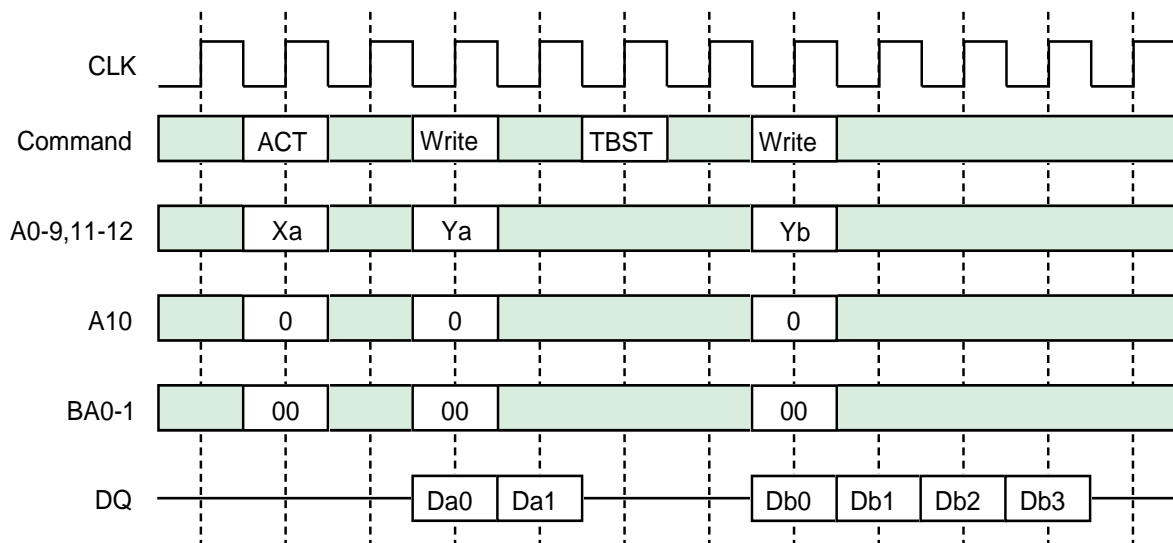 CLK
Command ACT Write TBST Write
A0-9,11-12 Xa Ya Yb
A10 0 0 0
BA0-1 00 00 00
DQ Da0 Da1 Db0 Db1 Db2 Db3